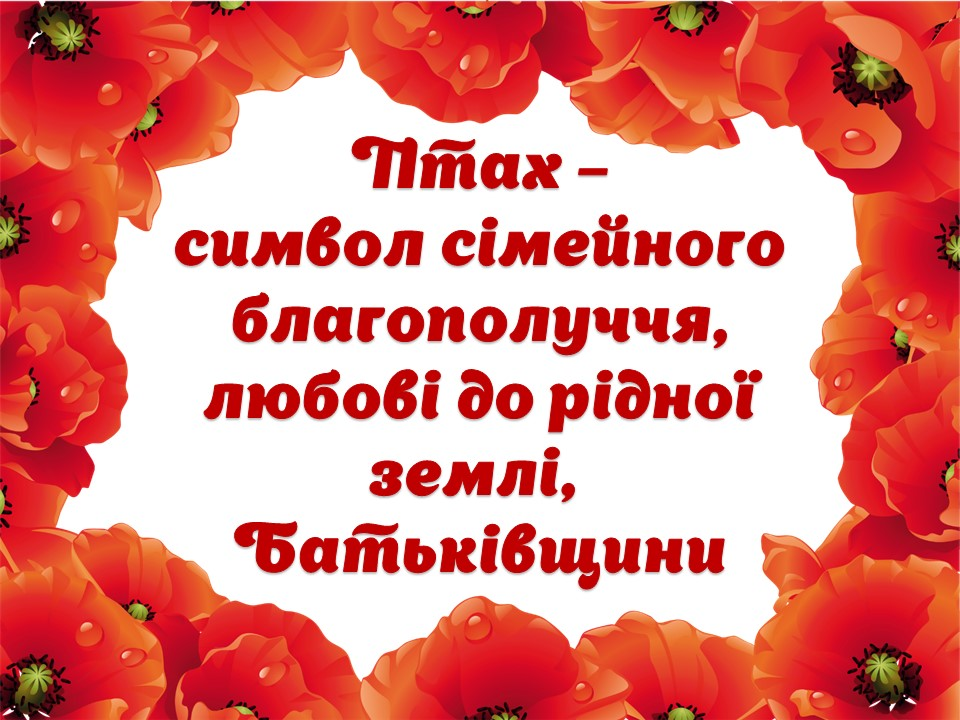 Птах –
символ сімейного
благополуччя,
любові до рідної
землі,
Батьківщини